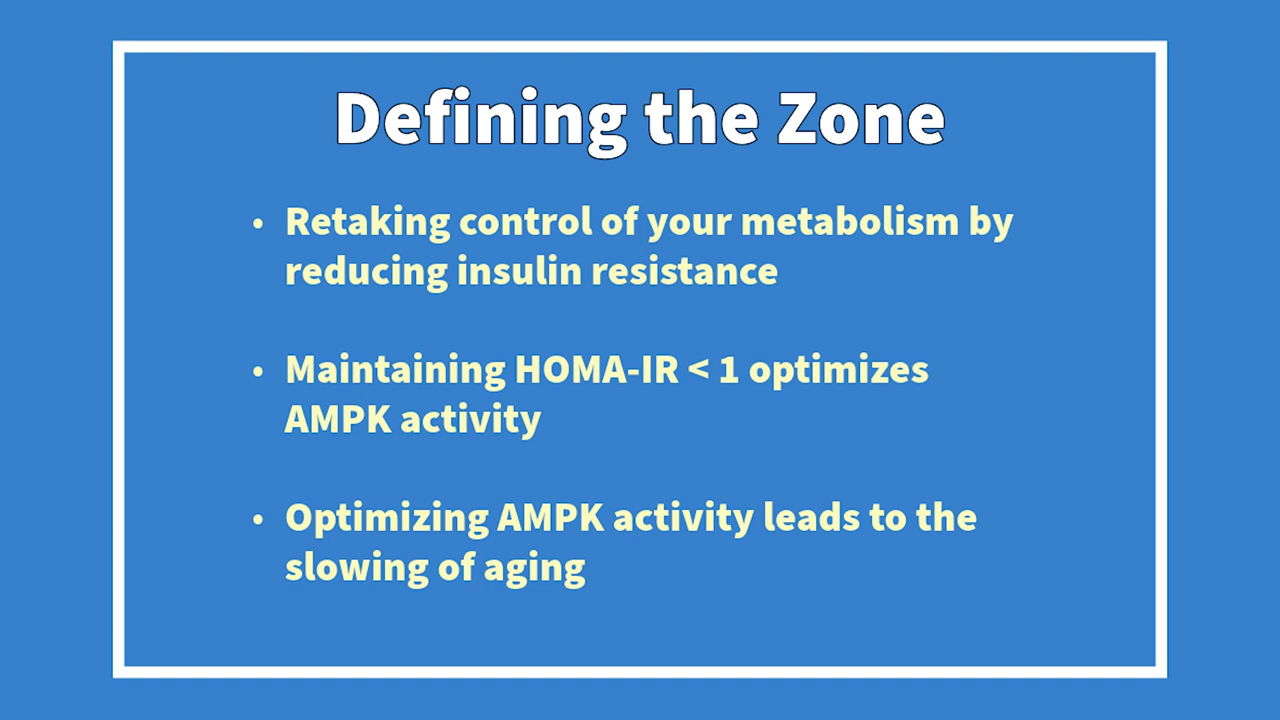 Defining the Zone
• Retaking control of your metabolism by
reducing insulin resistance
• Maintaining HOMA-IR < 1 optimizes
AMPK activity
• Optimizing AMPK activity leads to the
slowing of aging